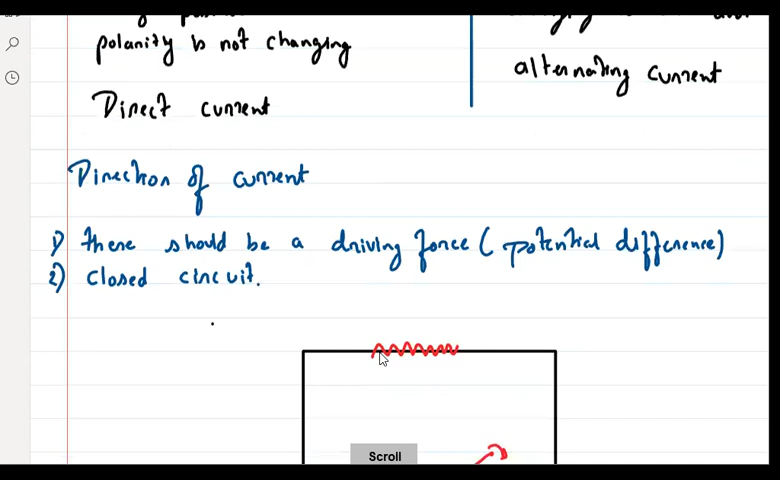 polarity is not changing
alternating current
Direct current
Direction of current
1) there should be a driving force ( potential difference)
2) closed circuit.
Scroll